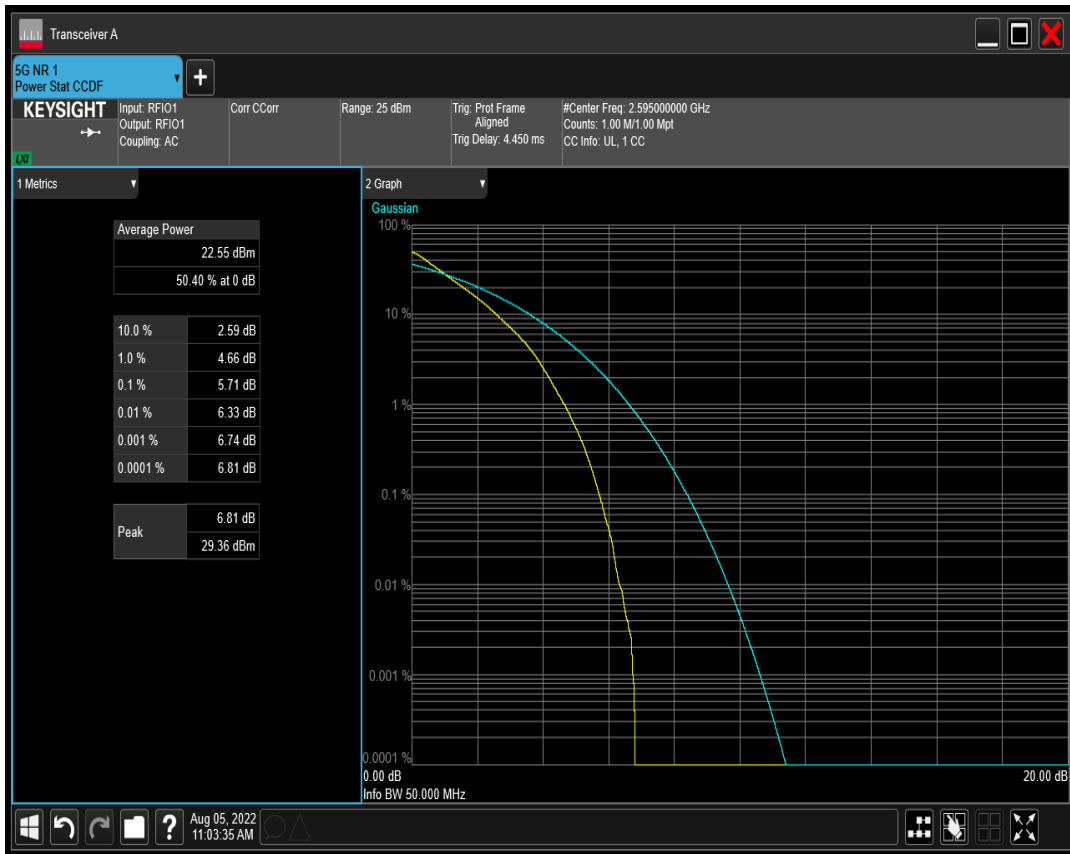 Transceiver A
5G NR 1
Power Stat CCDF
+
KEYSIGHT
LXI
Input: RFIO1
Output: RFIO1
Coupling: AC
Corr CCorr
Range: 25 dBm
Trig: Prot Frame
Aligned
Trig Delay: 4.450 ms
#Center Freq: 2.595000000 GHz
Counts: 1.00 M/1.00 Mpt
CC Info: UL, 1 CC
1 Metrics
Average Power
22.55 dBm
50.40 % at 0 dB
10.0 % 2.59 dB
1.0 % 4.66 dB
0.1 % 5.71 dB
0.01 % 6.33 dB
0.001 % 6.74 dB
0.0001 % 6.81 dB
Peak
6.81 dB
29.36 dBm
2 Graph
Gaussian
100 %
10 %
1 %
0.1 %
0.01 %
0.001 %
0.0001 %
0.00 dB 20.00 dB
Info BW 50.000 MHz
?
Aug 05, 2022
11:03:35 AM